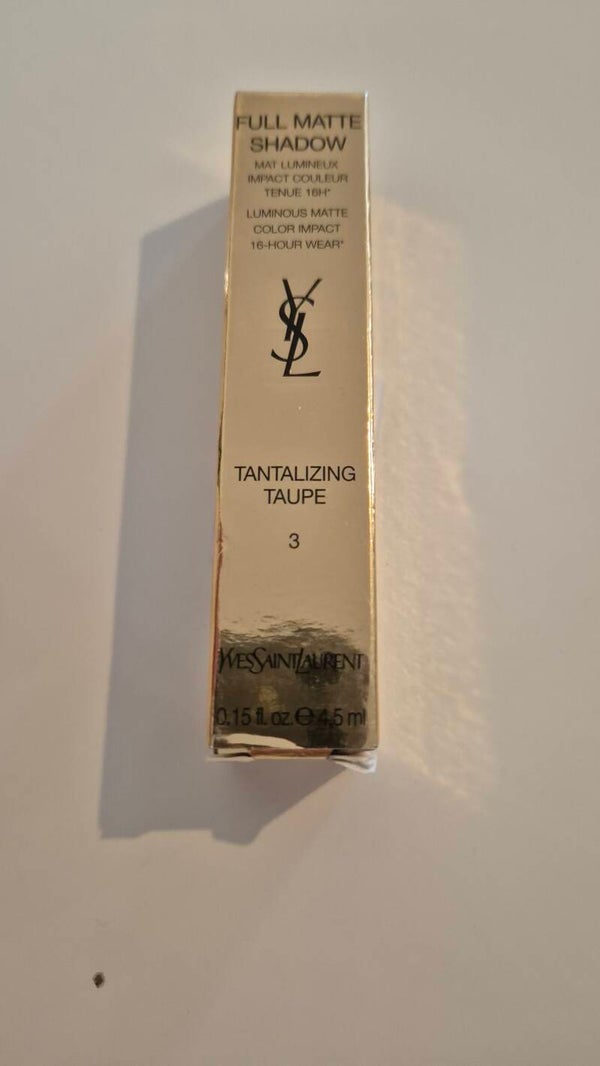 FULL MATTE
SHADOW
MAT LUMINEUX
IMPACT COULEUR
TENUE 16H*
LUMINOUS MATTE
COLOR IMPACT
16-HOUR WEAR*
YSL
TANTALIZING
TAUPE
3
YVESSAINTLAURENT
0.15 fl. oz. ℮ 4,5 ml